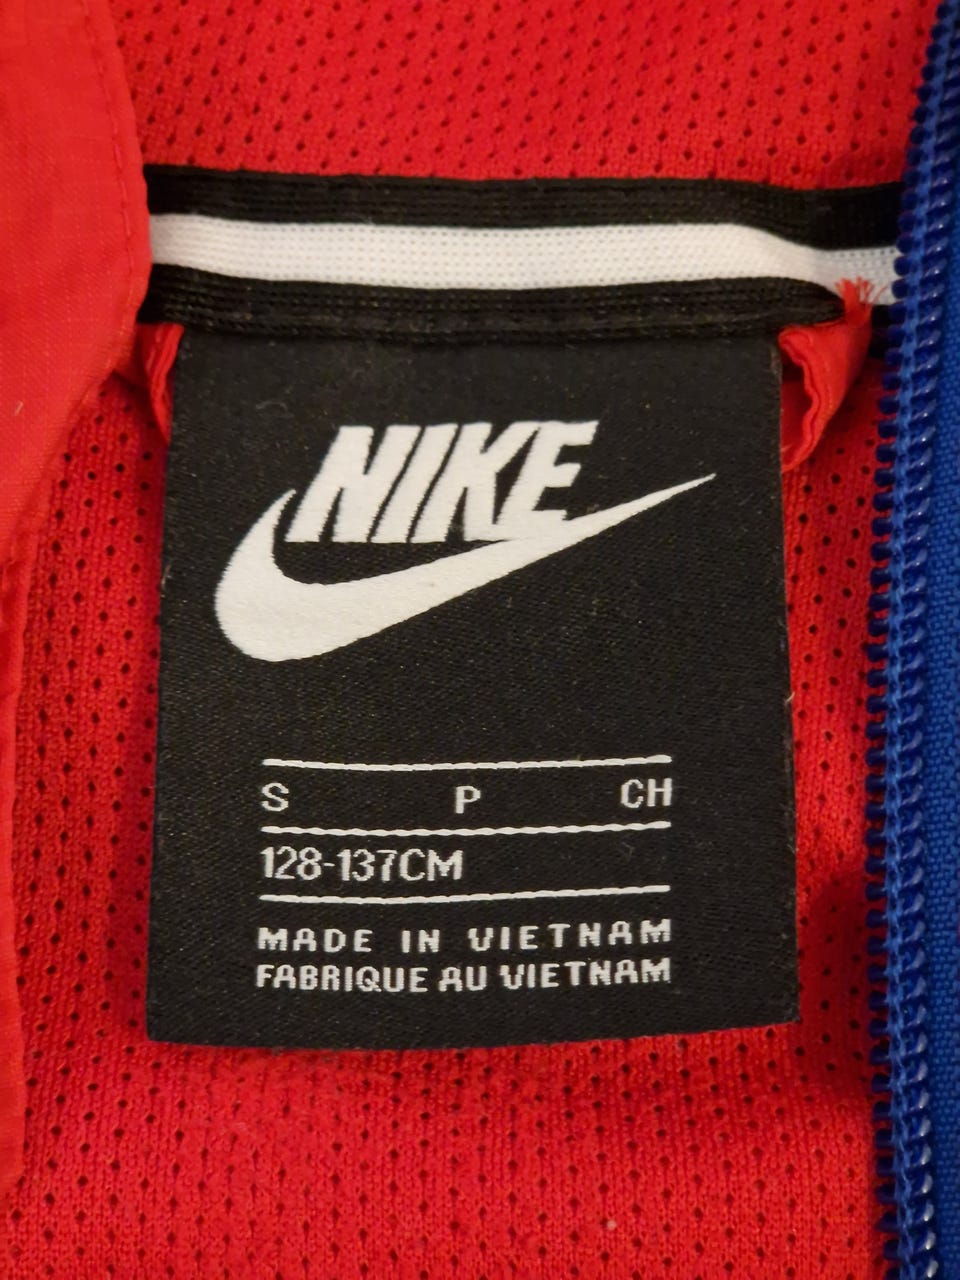 NIKE
S P CH
128-137CM
MADE IN VIETNAM
FABRIQUE AU VIETNAM